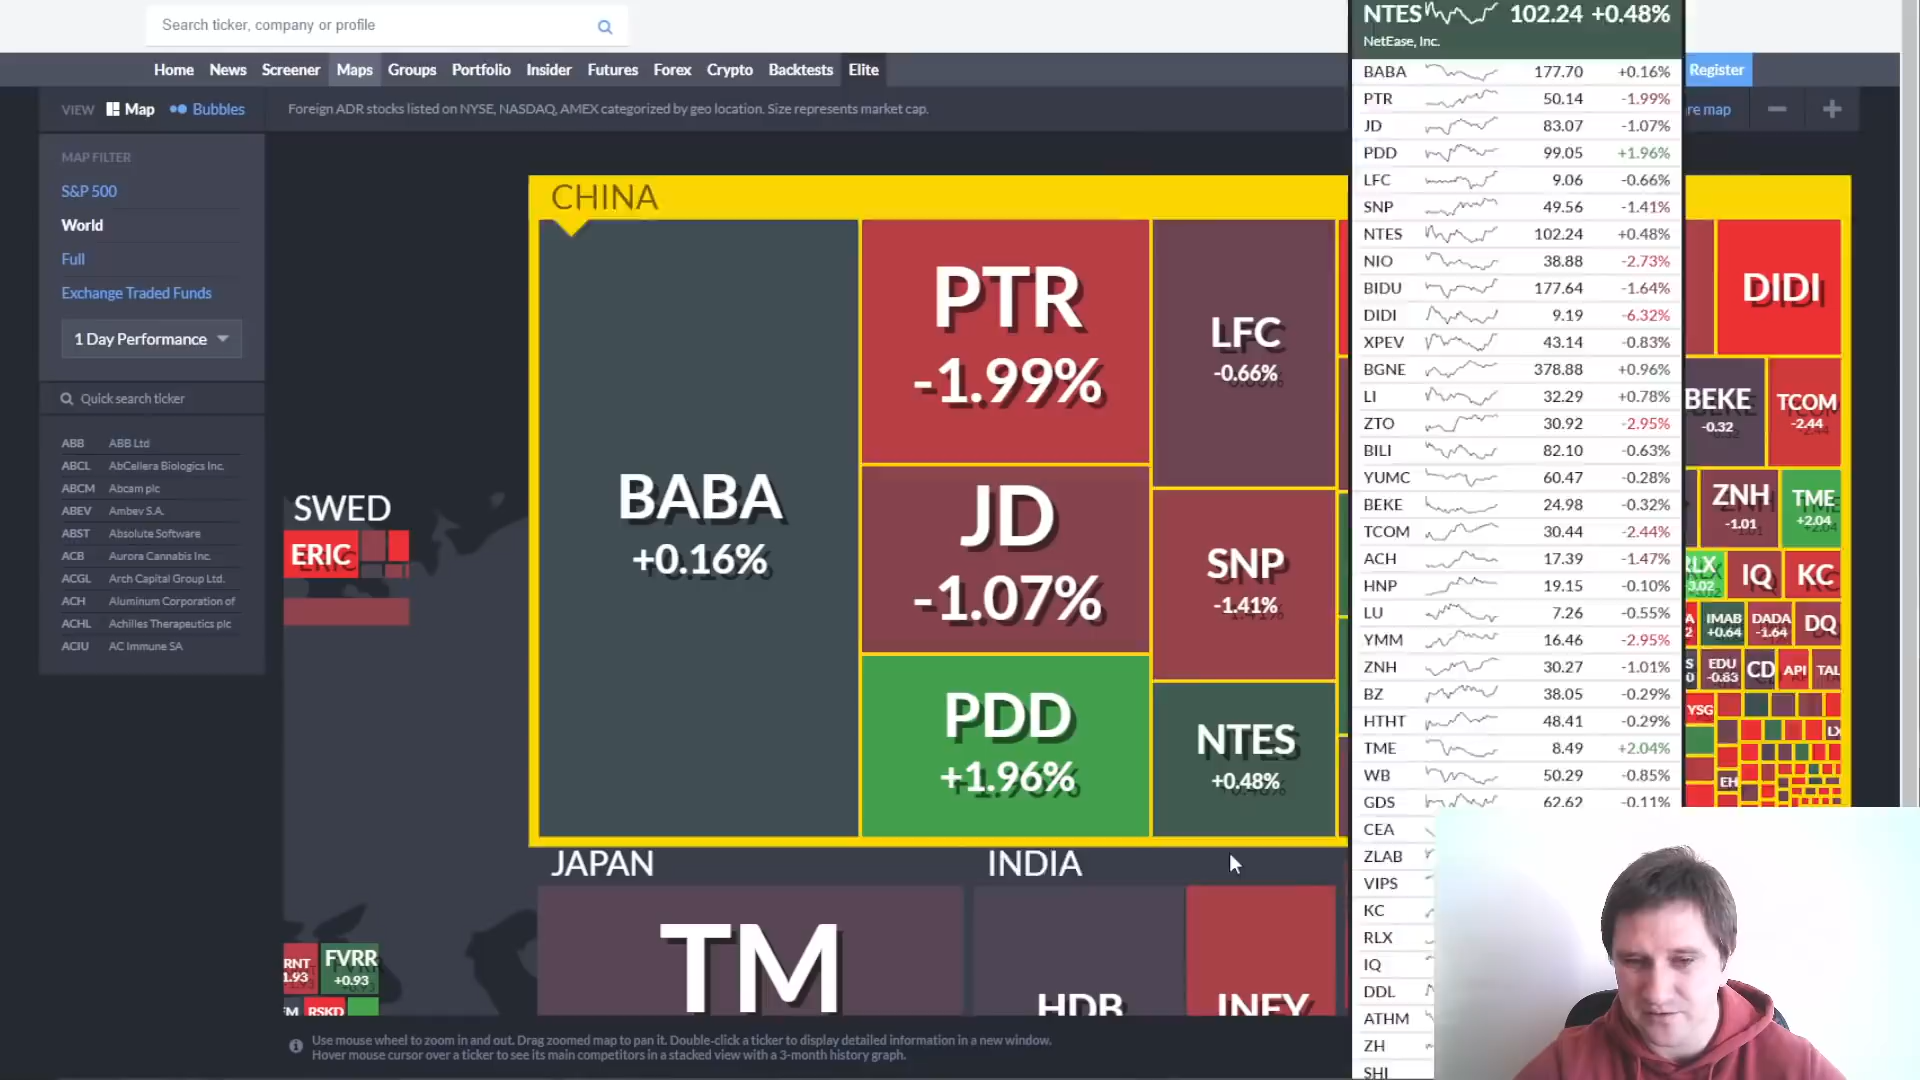 Search ticker, company or profile
Home News Screener Maps Groups Portfolio Insider Futures Forex Crypto Backtests Elite
Register
VIEW Map Bubbles
Foreign ADR stocks listed on NYSE, NASDAQ, AMEX categorized by geo location. Size represents market cap.
re map
MAP FILTER
S&P 500
World
Full
Exchange Traded Funds
1 Day Performance
Quick search ticker
ABB ABB Ltd
ABCL AbCellera Biologics Inc.
ABCM Abcam plc
ABEV Ambev S.A.
ABST Absolute Software
ACB Aurora Cannabis Inc.
ACGL Arch Capital Group Ltd.
ACH Aluminum Corporation of
ACHL Achilles Therapeutics plc
ACIU AC Immune SA
SWED
ERIC
RNT
1.93
FVRR
+0.93
FM
RSKD
CHINA
BABA
+0.16%
PTR
-1.99%
JD
-1.07%
PDD
+1.96%
LFC
-0.66%
SNP
-1.41%
NTES
+0.48%
JAPAN
TM
INDIA
HDB
INFY
NTES 102.24 +0.48%
NetEase, Inc.
BABA 177.70 +0.16%
PTR 50.14 -1.99%
JD 83.07 -1.07%
PDD 99.05 +1.96%
LFC 9.06 -0.66%
SNP 49.56 -1.41%
NTES 102.24 +0.48%
NIO 38.88 -2.73%
BIDU 177.64 -1.64%
DIDI 9.19 -6.32%
XPEV 43.14 -0.83%
BGNE 378.88 +0.96%
LI 32.29 +0.78%
ZTO 30.92 -2.95%
BILI 82.10 -0.63%
YUMC 60.47 -0.28%
BEKE 24.98 -0.32%
TCOM 30.44 -2.44%
ACH 17.39 -1.47%
HNP 19.15 -0.10%
LU 7.26 -0.55%
YMM 16.46 -2.95%
ZNH 30.27 -1.01%
BZ 38.05 -0.29%
HTHT 48.41 -0.29%
TME 8.49 +2.04%
WB 50.29 -0.85%
GDS 62.62 -0.11%
CEA
ZLAB
VIPS
KC
RLX
IQ
DDL
ATHM
ZH
SHI
DIDI
BEKE
-0.32
TCOM
-2.44
ZNH
-1.01
TME
+2.04
RLX
3.02
IQ
KC
IMAB
+0.64
DADA
-1.64
DQ
EDU
-0.83
CD
API
TAL
YSG
LX
EH
Use mouse wheel to zoom in and out. Drag zoomed map to pan it. Double-click a ticker to display detailed information in a new window.
Hover mouse cursor over a ticker to see its main competitors in a stacked view with a 3-month history graph.